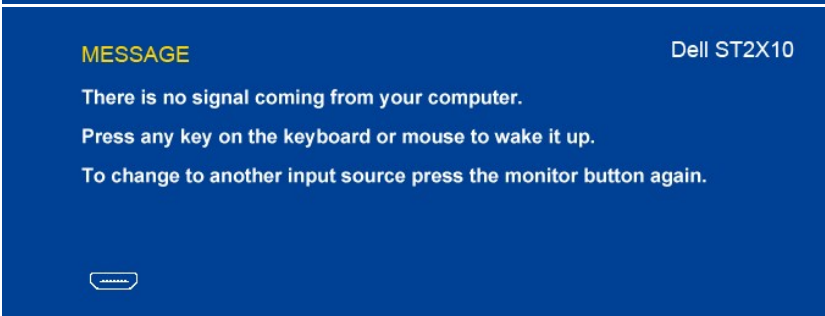 MESSAGE
Dell ST2X10
There is no signal coming from your computer.
Press any key on the keyboard or mouse to wake it up.
To change to another input source press the monitor button again.